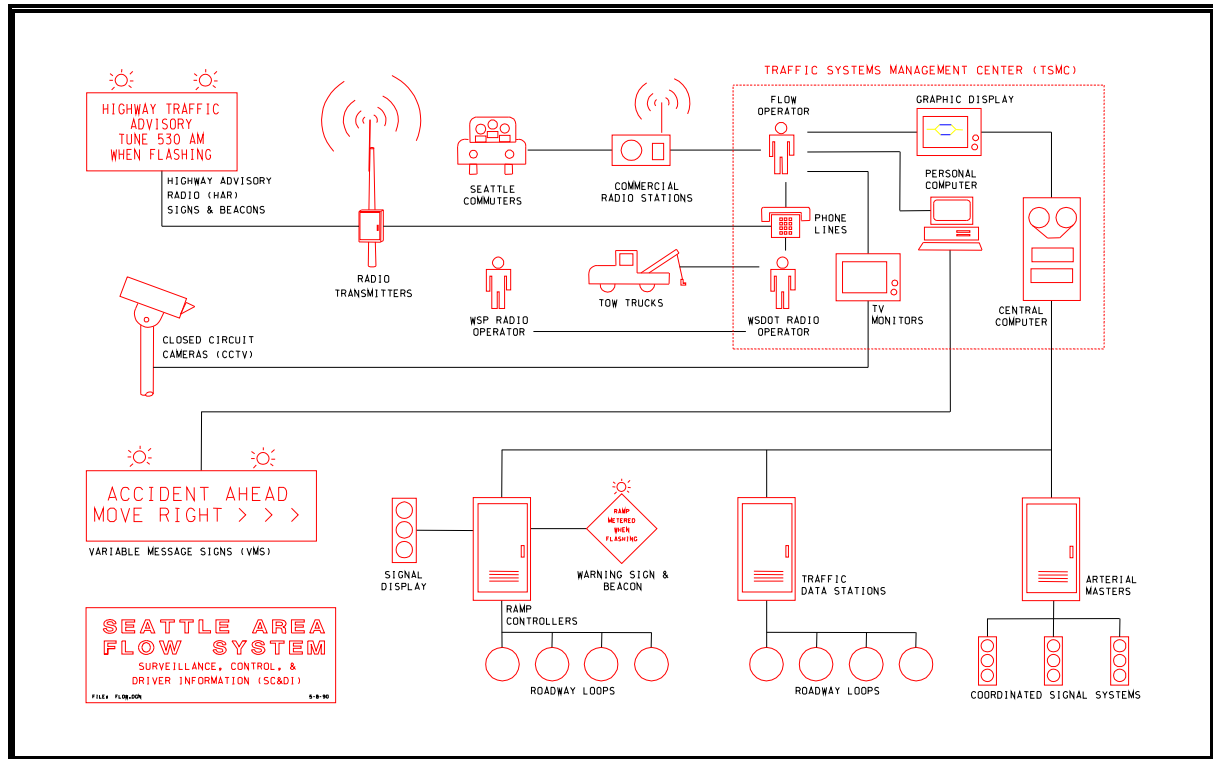 TRAFFIC SYSTEMS MANAGEMENT CENTER (TSMC)
HIGHWAY TRAFFIC
ADVISORY
TUNE 530 AM
WHEN FLASHING
HIGHWAY ADVISORY
RADIO (HAR)
SIGNS & BEACONS
RADIO
TRANSMITTERS
SEATTLE
COMMUTERS
COMMERCIAL
RADIO STATIONS
FLOW
OPERATOR
GRAPHIC DISPLAY
PERSONAL
COMPUTER
PHONE
LINES
WSP RADIO
OPERATOR
TOW TRUCKS
WSDOT RADIO
OPERATOR
TV
MONITORS
CENTRAL
COMPUTER
CLOSED CIRCUIT
CAMERAS (CCTV)
ACCIDENT AHEAD
MOVE RIGHT > > >
VARIABLE MESSAGE SIGNS (VMS)
SIGNAL
DISPLAY
RAMP
METERED
WHEN
FLASHING
WARNING SIGN &
BEACON
RAMP
CONTROLLERS
ROADWAY LOOPS
TRAFFIC
DATA STATIONS
ROADWAY LOOPS
ARTERIAL
MASTERS
COORDINATED SIGNAL SYSTEMS
SEATTLE AREA
FLOW SYSTEM
SURVEILLANCE, CONTROL, &
DRIVER INFORMATION (SC&DI)
FILE: FLOW.DGN 5-8-90